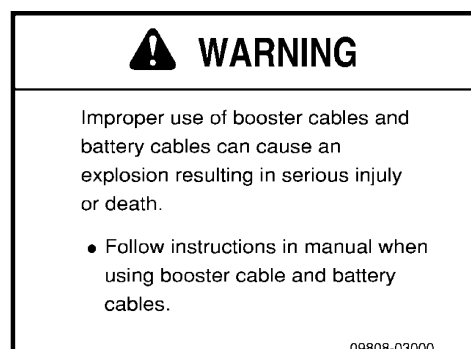 WARNING
Improper use of booster cables and
battery cables can cause an
explosion resulting in serious injuly
or death.
● Follow instructions in manual when
using booster cable and battery
cables.
09808-03000